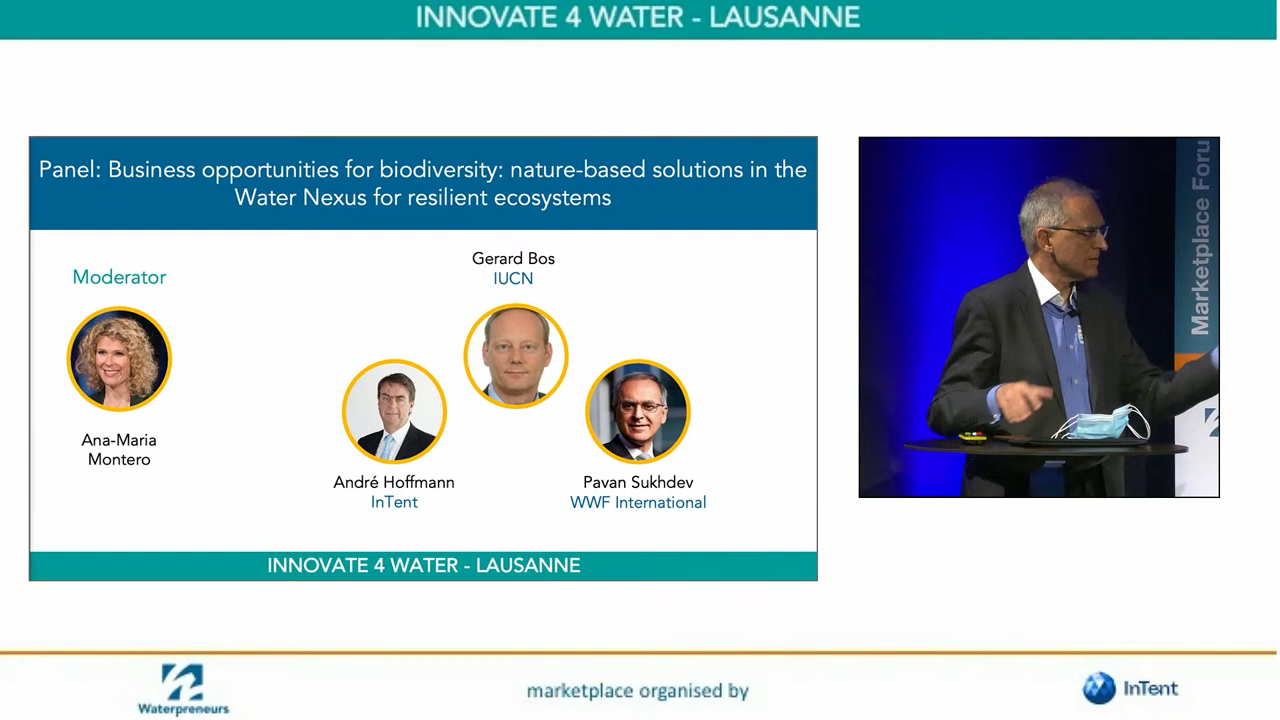 INNOVATE 4 WATER - LAUSANNE
Panel: Business opportunities for biodiversity: nature-based solutions in the
Water Nexus for resilient ecosystems
Moderator
Ana-Maria
Montero
Gerard Bos
IUCN
André Hoffmann
InTent
Pavan Sukhdev
WWF International
INNOVATE 4 WATER - LAUSANNE
Marketplace Foru
Waterpreneurs
marketplace organised by
InTent